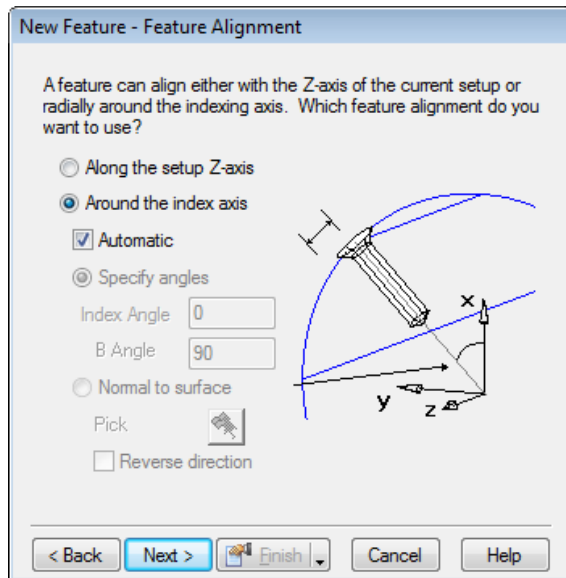 New Feature - Feature Alignment
A feature can align either with the Z-axis of the current setup or
radially around the indexing axis. Which feature alignment do you
want to use?
Along the setup Z-axis
Around the index axis
Automatic
Specify angles
Index Angle 0
B Angle 90
Normal to surface
Pick
Reverse direction
x
y
z
< Back Next > Finish Cancel Help